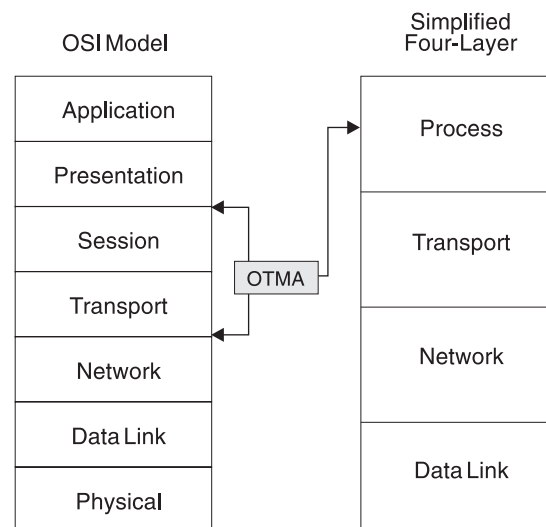 OSI Model
Application
Presentation
Session
Transport
Network
Data Link
Physical
OTMA
Simplified
Four-Layer
Process
Transport
Network
Data Link